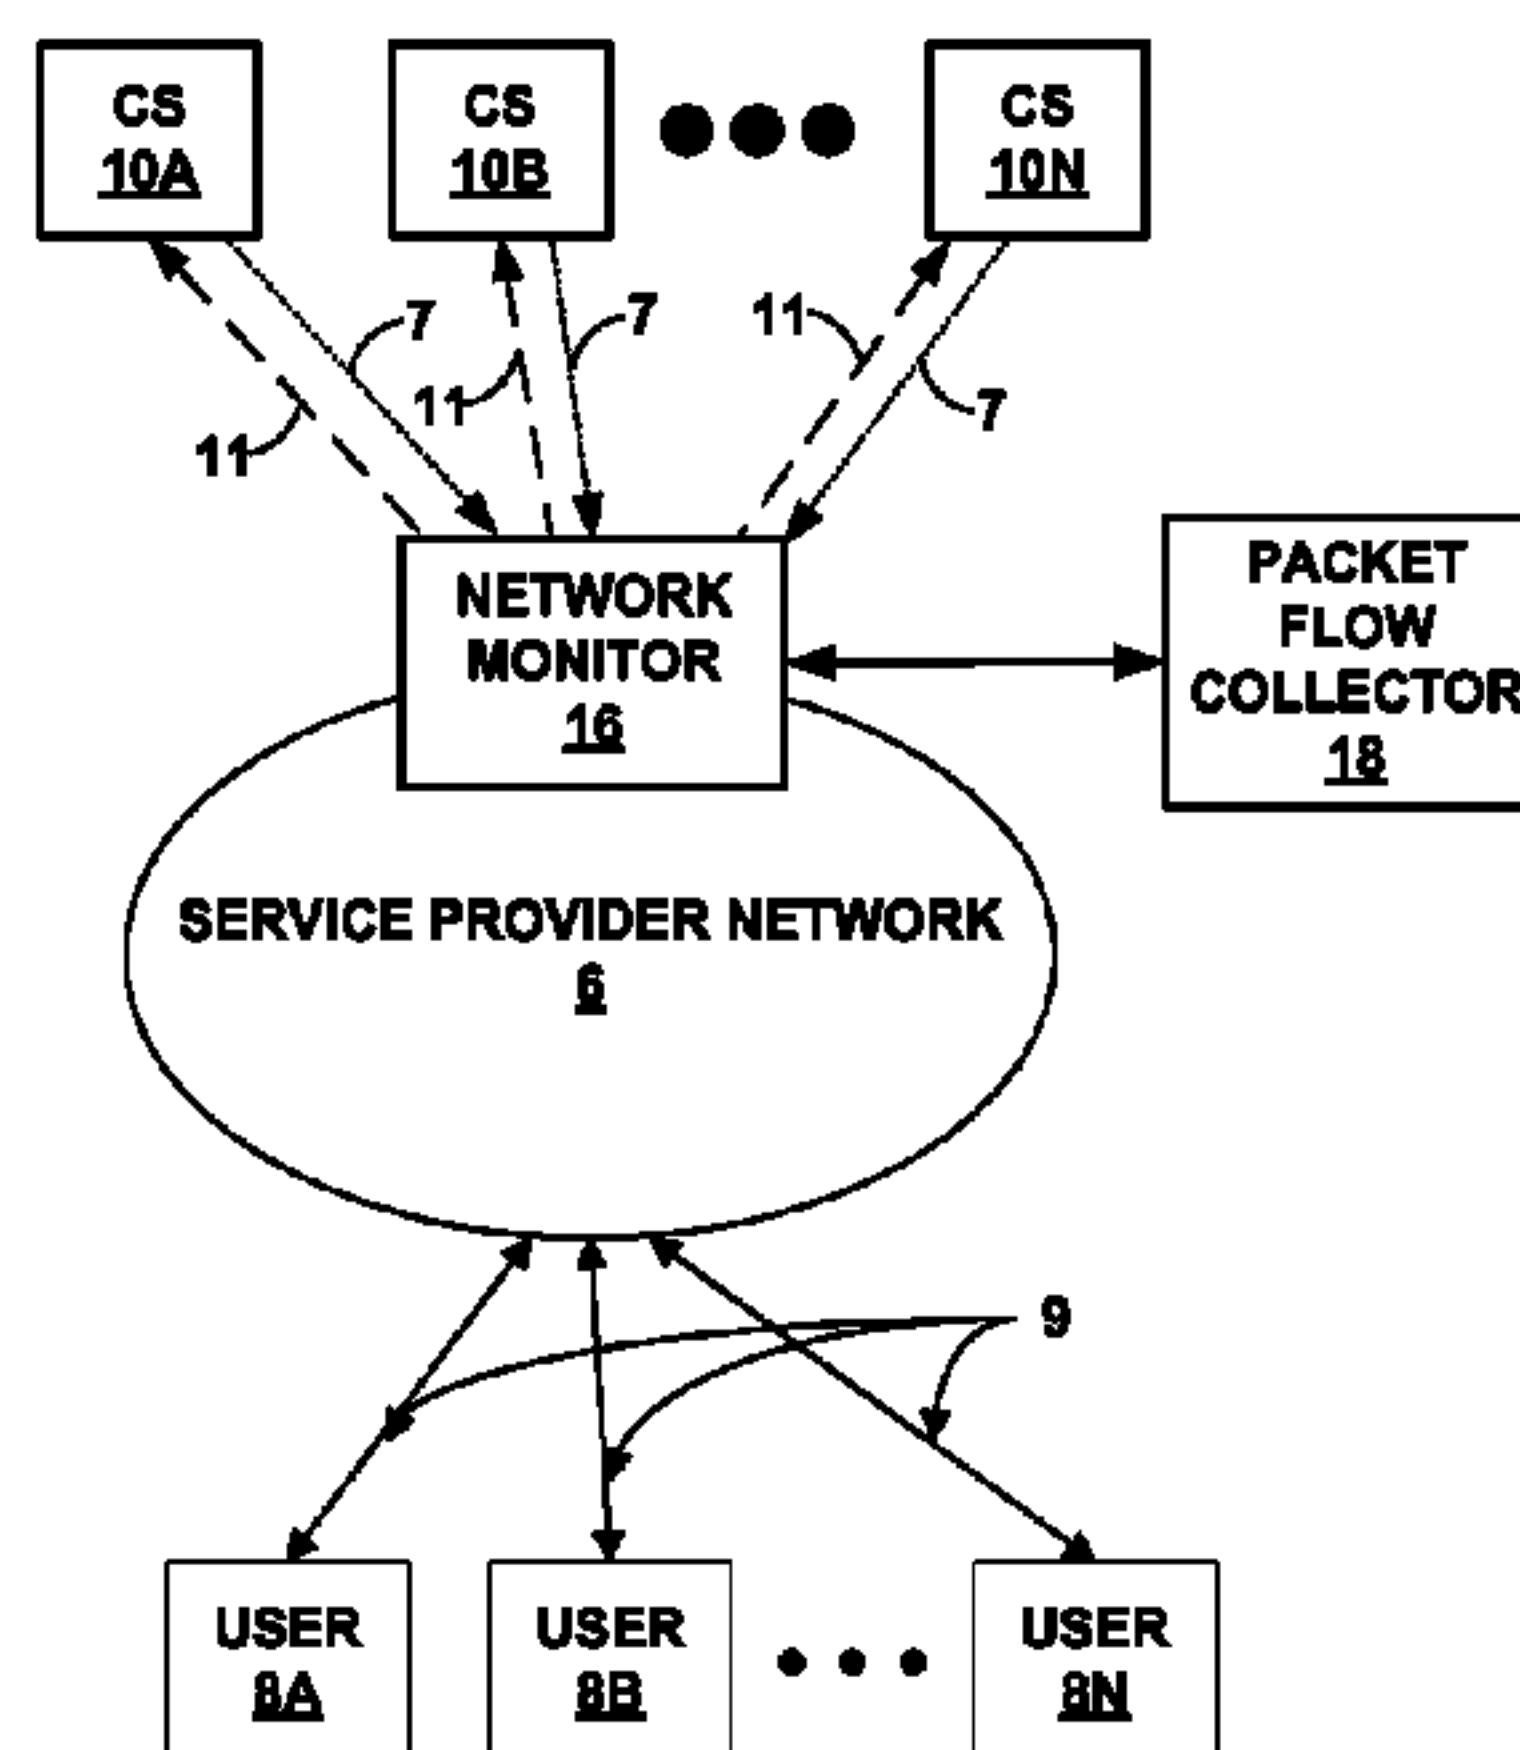 CS
10A
CS
10B
CS
10N
7
7
11
11
7
11
NETWORK
MONITOR
16
PACKET
FLOW
COLLECTOR
18
SERVICE PROVIDER NETWORK
6
9
USER
8A
USER
8B
USER
8N